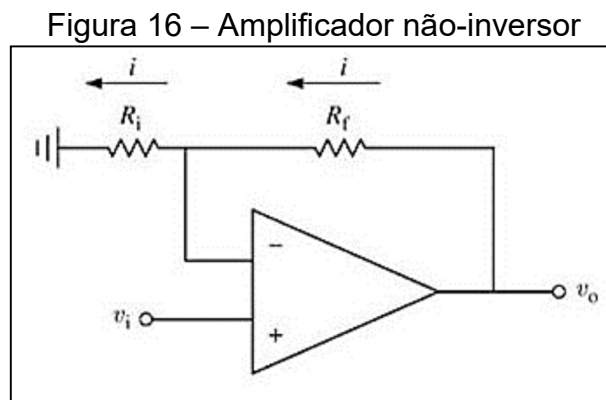 Figura 16 – Amplificador não-inversor
i i
Ri Rf
−
vi
+
vo